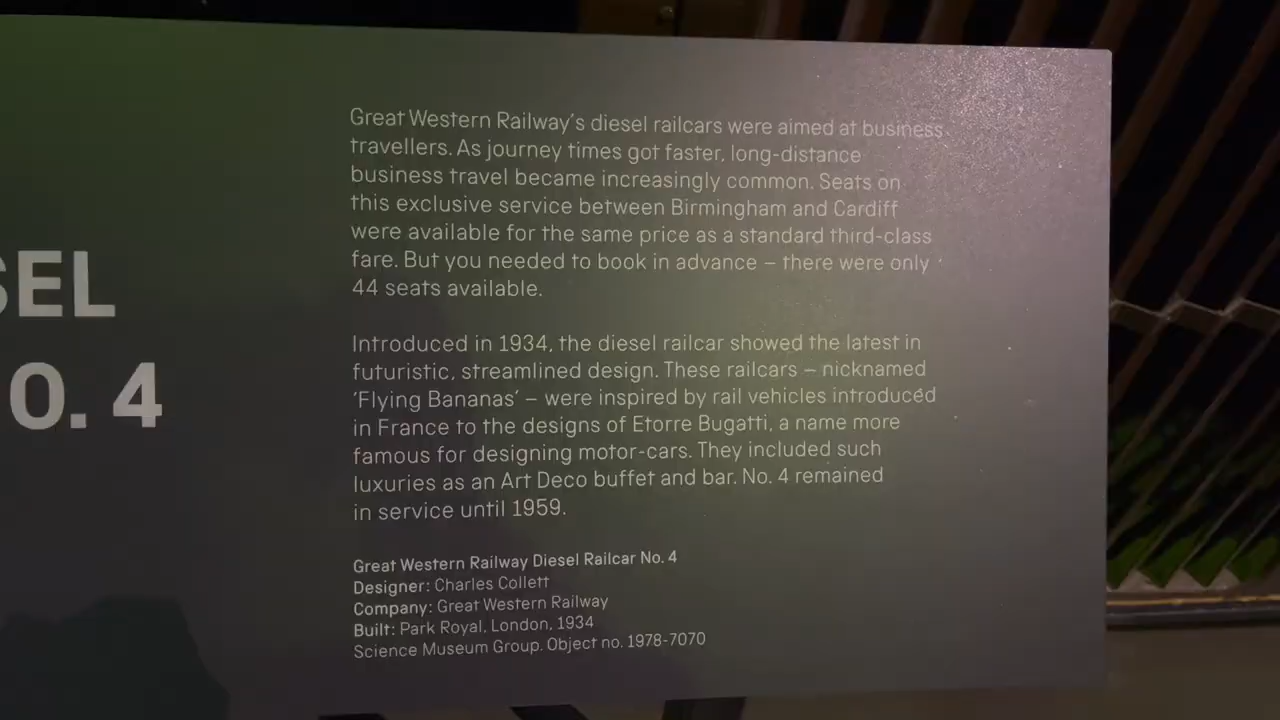 SEL
O. 4
Great Western Railway's diesel railcars were aimed at business
travellers. As journey times got faster, long-distance
business travel became increasingly common. Seats on
this exclusive service between Birmingham and Cardiff
were available for the same price as a standard third-class
fare. But you needed to book in advance – there were only
44 seats available.
Introduced in 1934, the diesel railcar showed the latest in
futuristic, streamlined design. These railcars – nicknamed
'Flying Bananas' – were inspired by rail vehicles introduced
in France to the designs of Etorre Bugatti, a name more
famous for designing motor-cars. They included such
luxuries as an Art Deco buffet and bar. No. 4 remained
in service until 1959.
Great Western Railway Diesel Railcar No. 4
Designer: Charles Collett
Company: Great Western Railway
Built: Park Royal, London, 1934
Science Museum Group. Object no. 1978-7070